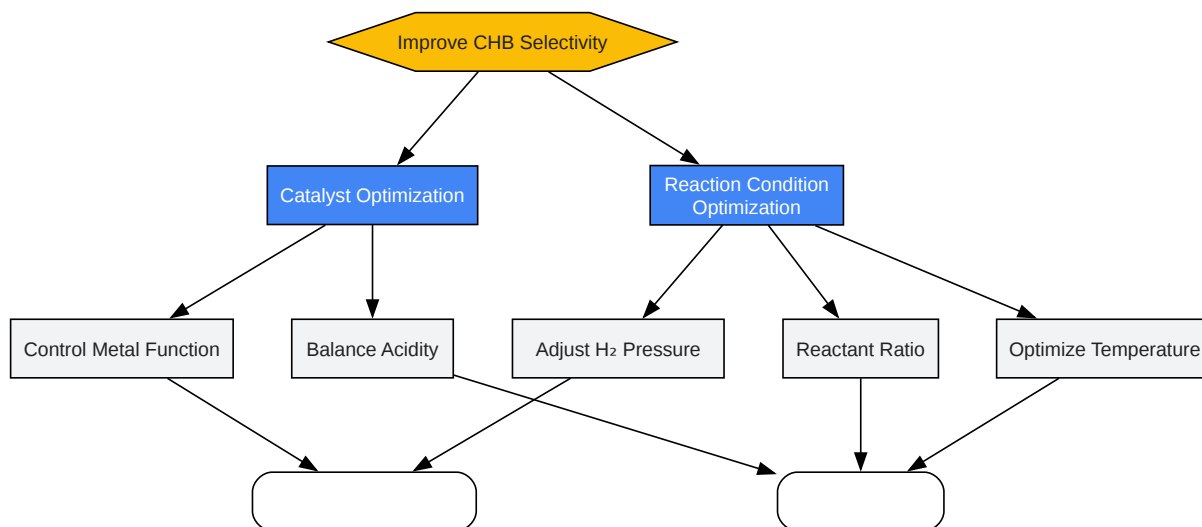 Improve CHB Selectivity
Catalyst Optimization
Reaction Condition
Optimization
Control Metal Function
Balance Acidity
Adjust H₂ Pressure
Reactant Ratio
Optimize Temperature